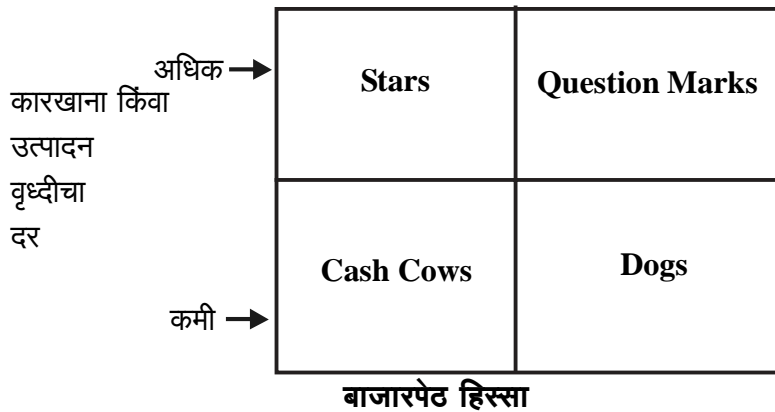 अधिक →
Stars
Question Marks
कारखाना किंवा
उत्पादन
वृध्दीचा
दर
Cash Cows
Dogs
कमी →
बाजारपेठ हिस्सा